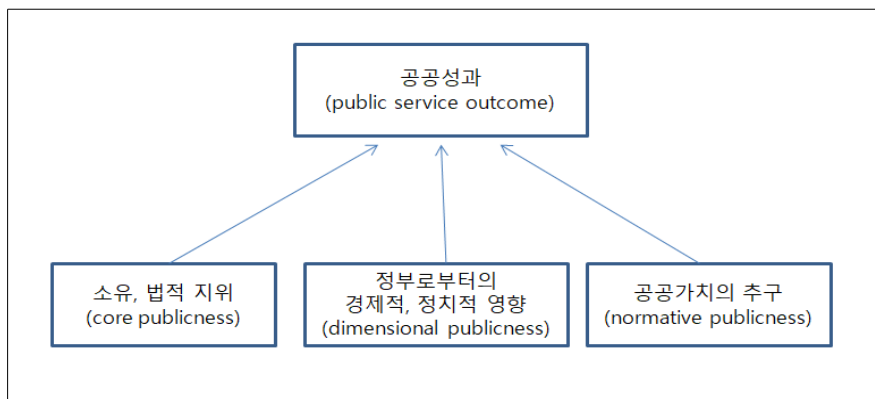 공공성과
(public service outcome)
소유, 법적 지위
(core publicness)
정부로부터의
경제적, 정치적 영향
(dimensional publicness)
공공가치의 추구
(normative publicness)